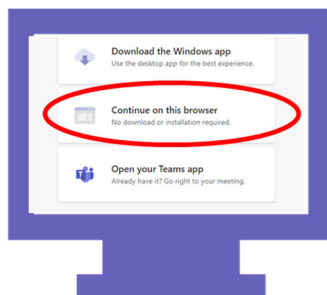 Download the Windows app
Use the desktop app for the best experience.
Continue on this browser
No download or installation required.
Open your Teams app
Already have it? Go right to your meeting.